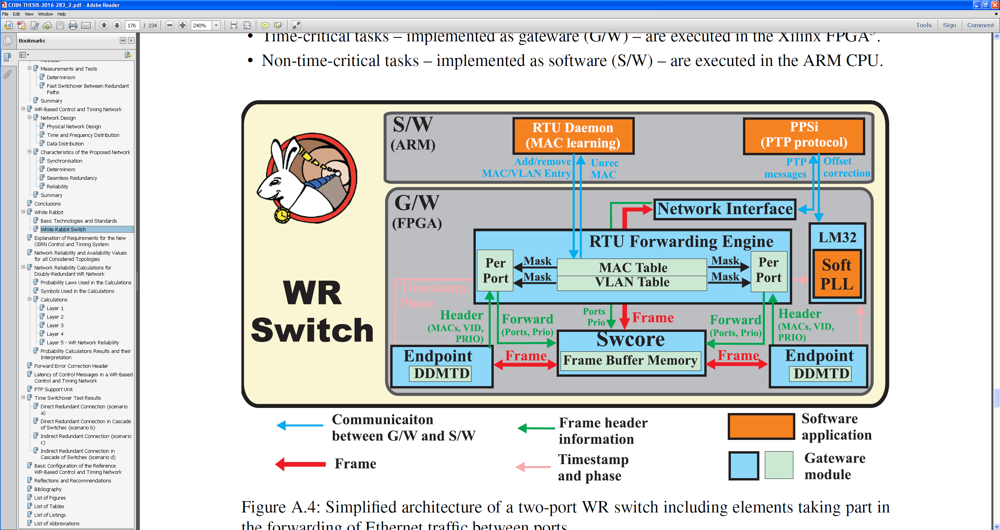 CERN-THESIS-2016-283_2.pdf - Adobe Reader
File Edit View Window Help
176 / 234 240% Tools Sign Comment
Bookmarks
Methods
Measurements and Tests
Determinism
Fast Switchover Between Redundant
Paths
Summary
WR-Based Control and Timing Network
Network Design
Physical Network Design
Time and Frequency Distribution
Data Distribution
Characteristics of the Proposed Network
Synchronisation
Determinism
Seamless Redundancy
Reliability
Summary
Conclusions
White Rabbit
Basic Technologies and Standards
White Rabbit Switch
Explanation of Requirements for the New
CERN Control and Timing System
Network Reliability and Availability Values
for all Considered Topologies
Network Reliability Calculations for
Doubly-Redundant WR Network
Probability Laws Used in the Calculations
Symbols Used in the Calculations
Calculations
Layer 1
Layer 2
Layer 3
Layer 4
Layer 5 - WR Network Reliability
Probability Calculations Results and their
Interpretation
Forward Error Correction Header
Latency of Control Messages in a WR-Based
Control and Timing Network
PTP Support Unit
Time Switchover Test Results
Direct Redundant Connection (scenario
a)
Direct Redundant Connection in Cascade
of Switches (scenario b)
Indirect Redundant Connection (scenario
c)
Indirect Redundant Connection in
Cascade of Switches (scenario d)
Basic Configuration of the Reference
WR-Based Control and Timing Network
Reflections and Recommendations
Bibliography
List of Figures
List of Tables
List of Listings
List of Abbreviations
• Time-critical tasks – implemented as gateware (G/W) – are executed in the Xilinx FPGA.
• Non-time-critical tasks – implemented as software (S/W) – are executed in the ARM CPU.
WR
Switch
S/W
(ARM)
RTU Daemon
(MAC learning)
PPSi
(PTP protocol)
Add/remove
MAC/VLAN Entry
Unrec
MAC
PTP
messages
Offset
correction
G/W
(FPGA)
Network Interface
RTU Forwarding Engine
Per
Port
Mask
Mask
MAC Table
VLAN Table
Mask
Mask
Per
Port
LM32
Soft
PLL
Timestamp,
Phase
Header
(MACs, VID,
PRIO)
Forward
(Ports, Prio)
Ports
Prio
Frame
Forward
(Ports, Prio)
Header
(MACs, VID,
PRIO)
Endpoint
DDMTD
Frame
Swcore
Frame Buffer Memory
Frame
Endpoint
DDMTD
Communicaiton
between G/W and S/W
Frame header
information
Software
application
Frame
Timestamp
and phase
Gateware
module
Figure A.4: Simplified architecture of a two-port WR switch including elements taking part in
the forwarding of Ethernet traffic between ports